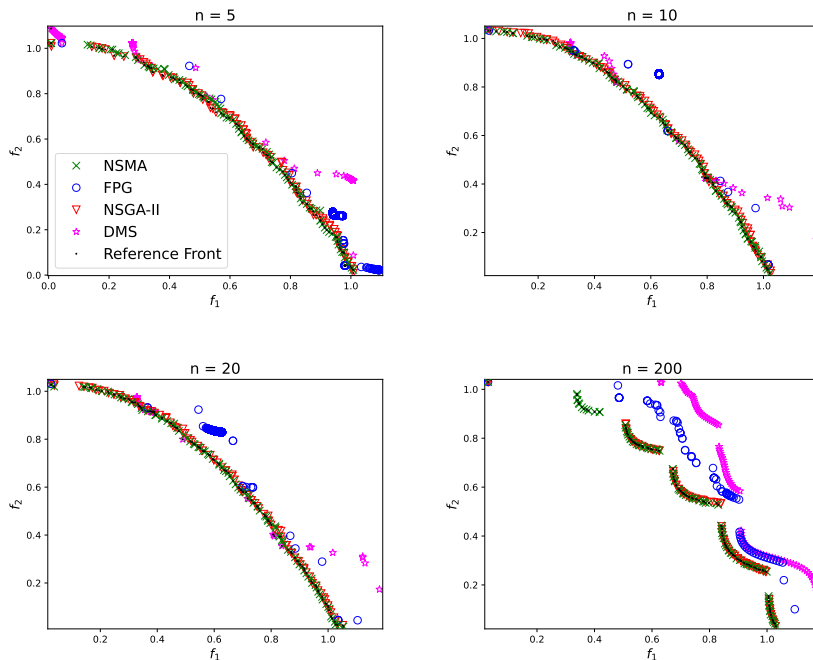 n = 5
1.0
0.8
0.6
0.4
0.2
0.0
f2
NSMA
FPG
NSGA-II
DMS
Reference Front
0.0 0.2 0.4 0.6 0.8 1.0
f1
n = 10
1.0
0.8
0.6
0.4
0.2
f2
0.2 0.4 0.6 0.8 1.0
f1
n = 20
1.0
0.8
0.6
0.4
0.2
f2
0.2 0.4 0.6 0.8 1.0
f1
n = 200
1.0
0.8
0.6
0.4
0.2
f2
0.2 0.4 0.6 0.8 1.0
f1